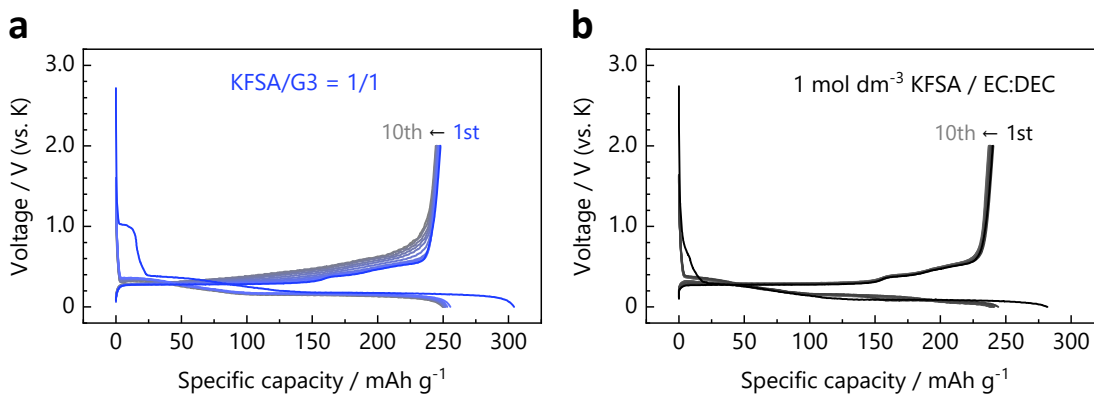 a
KFSA/G3 = 1/1
10th ← 1st
3.0
2.0
1.0
0
Voltage / V (vs. K)
0 50 100 150 200 250 300
Specific capacity / mAh g⁻¹
b
1 mol dm⁻³ KFSA / EC:DEC
10th ← 1st
3.0
2.0
1.0
0
Voltage / V (vs. K)
0 50 100 150 200 250 300
Specific capacity / mAh g⁻¹